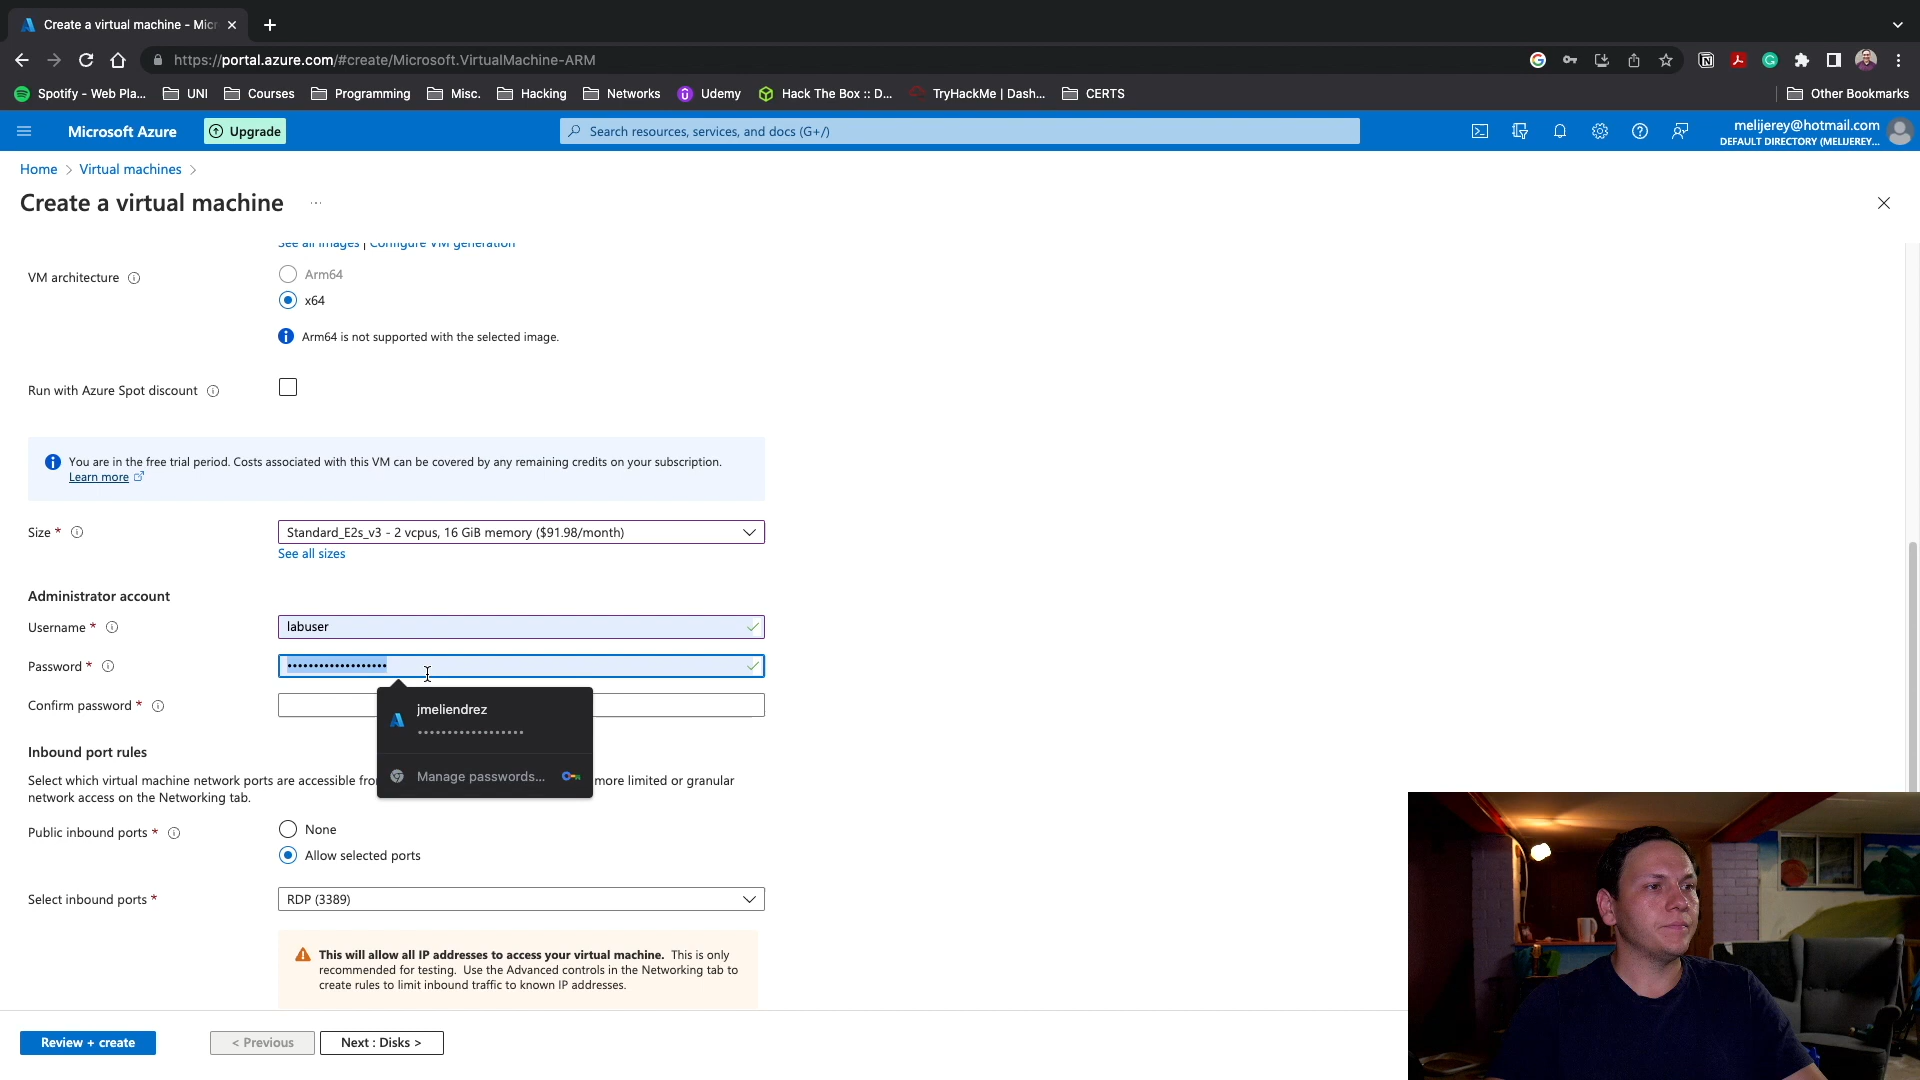 Create a virtual machine - Mic
https://portal.azure.com/#create/Microsoft.VirtualMachine-ARM
Spotify - Web Pla... UNI Courses Programming Misc. Hacking Networks Udemy Hack The Box :: D... TryHackMe | Dash... CERTS Other Bookmarks
Microsoft Azure Upgrade Search resources, services, and docs (G+/) melijerey@hotmail.com
DEFAULT DIRECTORY (MELIJEREY...
Home > Virtual machines >
Create a virtual machine ...
See all images | Configure VM generation
VM architecture
Arm64
x64
Arm64 is not supported with the selected image.
Run with Azure Spot discount
You are in the free trial period. Costs associated with this VM can be covered by any remaining credits on your subscription.
Learn more
Size *
Standard_E2s_v3 - 2 vcpus, 16 GiB memory ($91.98/month)
See all sizes
Administrator account
Username *
labuser
Password *
•••••••••••••••••••
Confirm password *
jmeliendrez
••••••••••••••••••
Manage passwords...
Inbound port rules
Select which virtual machine network ports are accessible fro more limited or granular
network access on the Networking tab.
Public inbound ports *
None
Allow selected ports
Select inbound ports *
RDP (3389)
This will allow all IP addresses to access your virtual machine. This is only
recommended for testing. Use the Advanced controls in the Networking tab to
create rules to limit inbound traffic to known IP addresses.
Review + create < Previous Next : Disks >